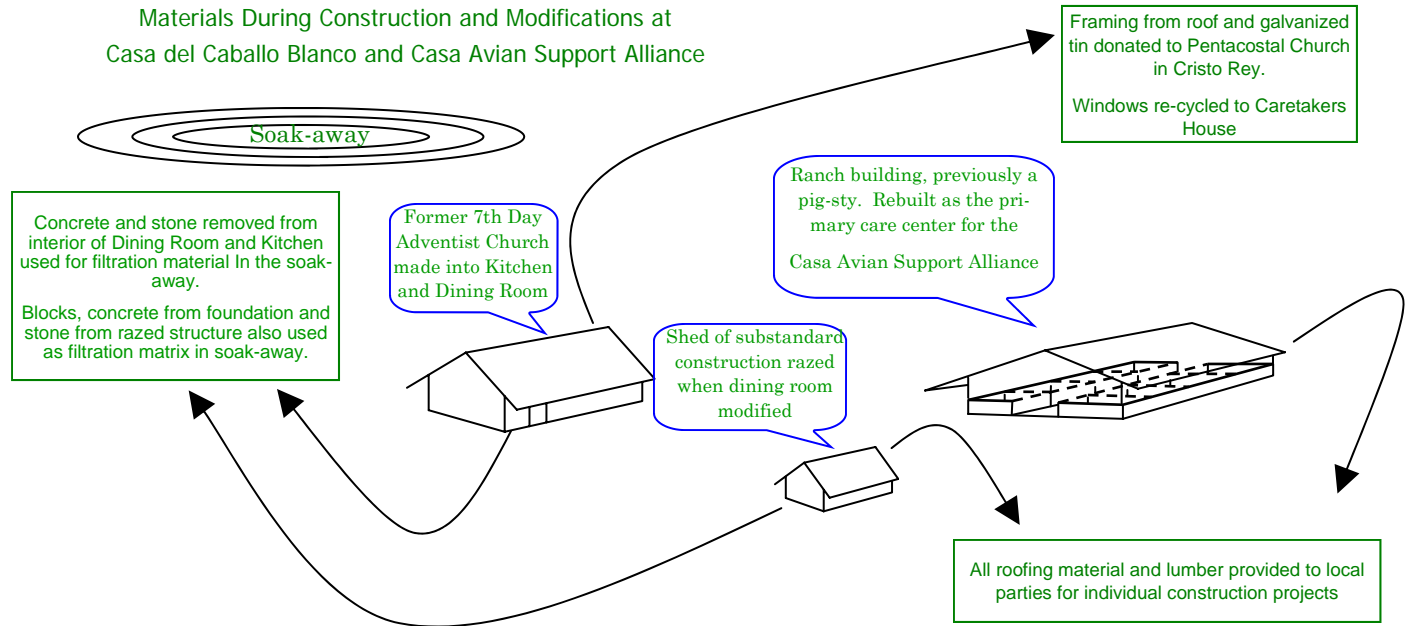 Materials During Construction and Modifications at
Casa del Caballo Blanco and Casa Avian Support Alliance
Framing from roof and galvanized
tin donated to Pentacostal Church
in Cristo Rey.
Windows re-cycled to Caretakers
House
Soak-away
Concrete and stone removed from
interior of Dining Room and Kitchen
used for filtration material In the soak-
away.
Blocks, concrete from foundation and
stone from razed structure also used
as filtration matrix in soak-away.
Former 7th Day
Adventist Church
made into Kitchen
and Dining Room
Ranch building, previously a
pig-sty. Rebuilt as the pri-
mary care center for the
Casa Avian Support Alliance
Shed of substandard
construction razed
when dining room
modified
All roofing material and lumber provided to local
parties for individual construction projects